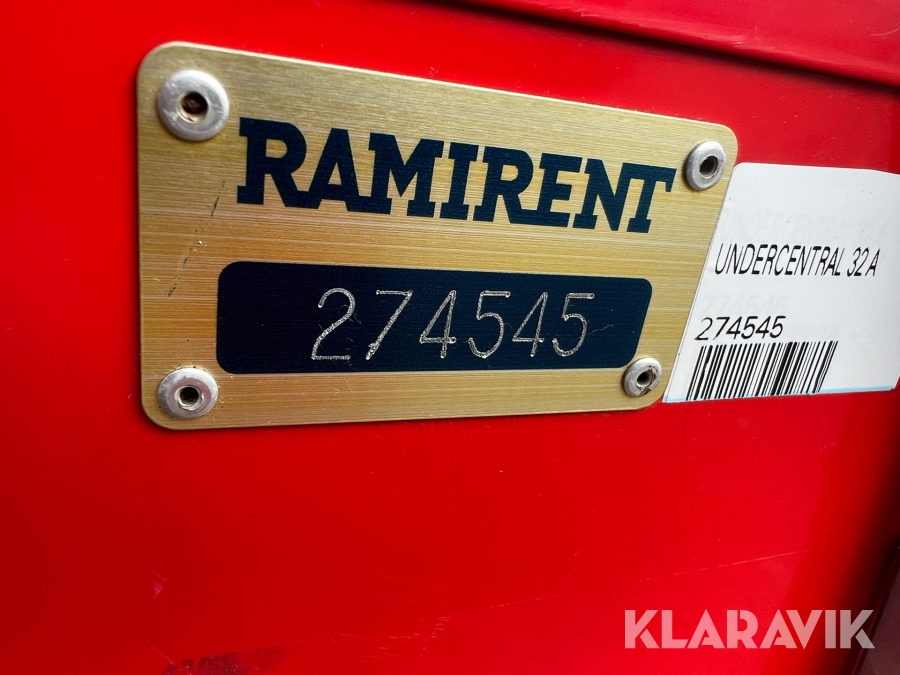 RAMIRENT
274545
UNDERCENTRAL 32 A
274545
KLARAVIK